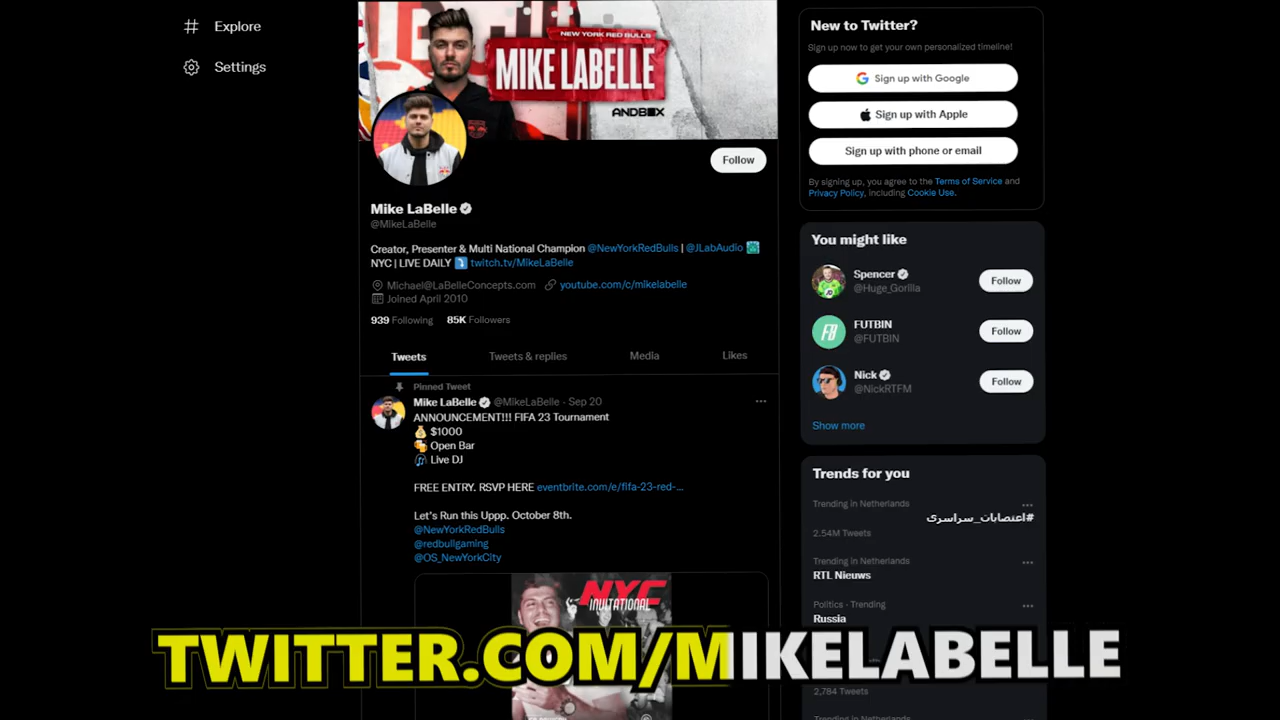 Explore
Settings
NEW YORK RED BULLS
MIKE LABELLE
ANDBOX
Follow
Mike LaBelle
@MikeLaBelle
Creator, Presenter & Multi National Champion @NewYorkRedBulls | @JLabAudio
NYC | LIVE DAILY twitch.tv/MikeLaBelle
Michael@LaBelleConcepts.com youtube.com/c/mikelabelle
Joined April 2010
939 Following 85K Followers
Tweets Tweets & replies Media Likes
Pinned Tweet
Mike LaBelle @MikeLaBelle - Sep 20
ANNOUNCEMENT!!! FIFA 23 Tournament
$1000
Open Bar
Live DJ
FREE ENTRY. RSVP HERE eventbrite.com/e/fifa-23-red-...
Let's Run this Uppp. October 8th.
@NewYorkRedBulls
@redbullgaming
@OS_NewYorkCity
NYC
INVITATIONAL
New to Twitter?
Sign up now to get your own personalized timeline!
Sign up with Google
Sign up with Apple
Sign up with phone or email
By signing up, you agree to the Terms of Service and
Privacy Policy, including Cookie Use.
You might like
Spencer
@Huge_Gorilla
Follow
FB
FUTBIN
@FUTBIN
Follow
Nick
@NickRTFM
Follow
Show more
Trends for you
Trending in Netherlands
#اعتصابات_سراسری
2.54M Tweets
Trending in Netherlands
RTL Nieuws
Politics - Trending
Russia
2,784 Tweets
Trending in Netherlands
TWITTER.COM/MIKELABELLE